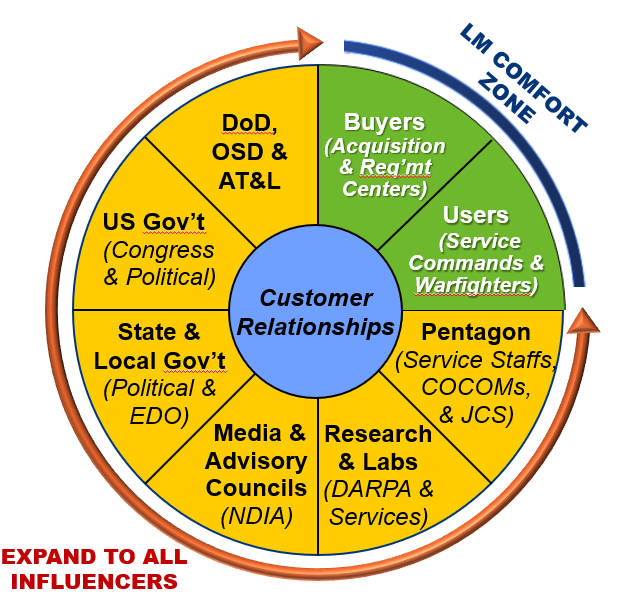 LM COMFORT
ZONE
DoD,
OSD &
AT&L
Buyers
(Acquisition
& Req’mt
Centers)
US Gov’t
(Congress
& Political)
Users
(Service
Commands &
Warfighters)
Customer
Relationships
State &
Local Gov’t
(Political &
EDO)
Pentagon
(Service Staffs,
COCOMs,
& JCS)
Media &
Advisory
Councils
(NDIA)
Research
& Labs
(DARPA &
Services)
EXPAND TO ALL
INFLUENCERS